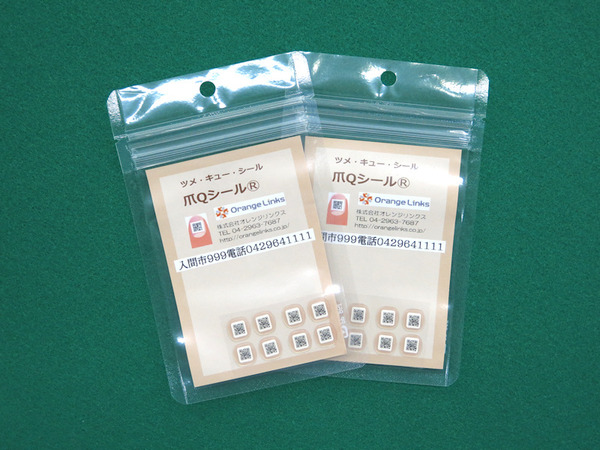 ツメ・キュー・シール
爪Qシール®
Orange Links
株式会社オレンジリンクス
TEL 04-2963-7687
http://orangelinks.co.jp/
入間市999電話0429641111
ツメ・キュー・シール
爪Qシール®
Orange Links
株式会社オレンジリンクス
TEL 04-2963-7687
http://orangelinks.co.jp/
間市999電話0429641111